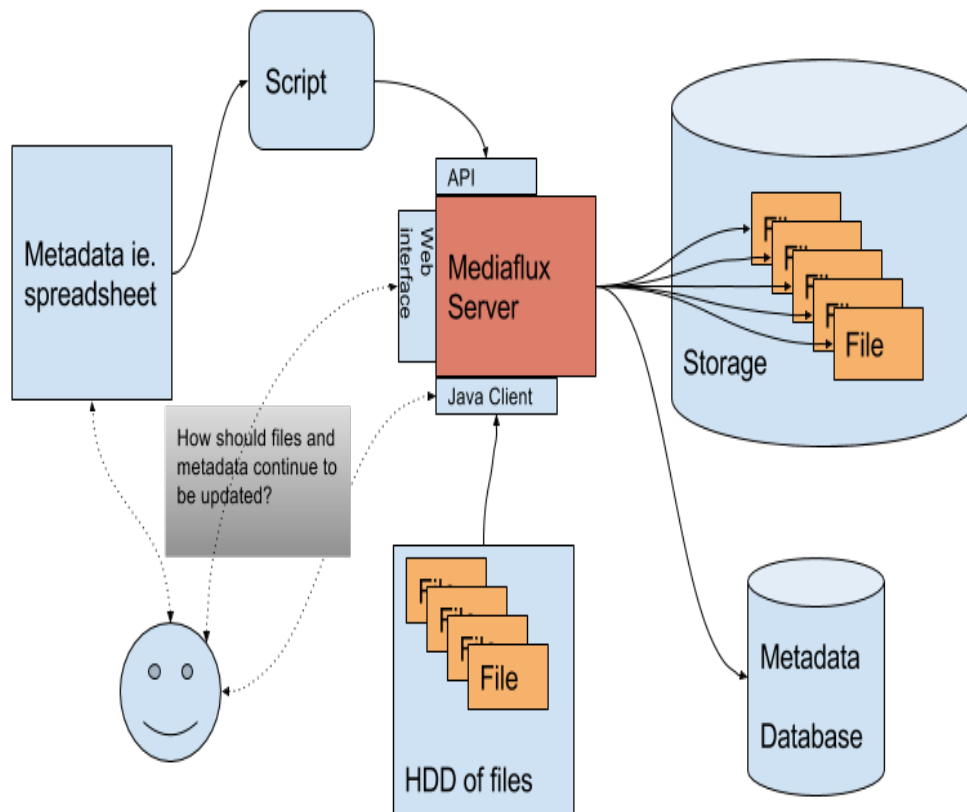 Script
Metadata ie.
spreadsheet
API
Web
interface
Mediaflux
Server
Java Client
File
Storage
How should files and
metadata continue to
be updated?
File
HDD of files
Metadata
Database